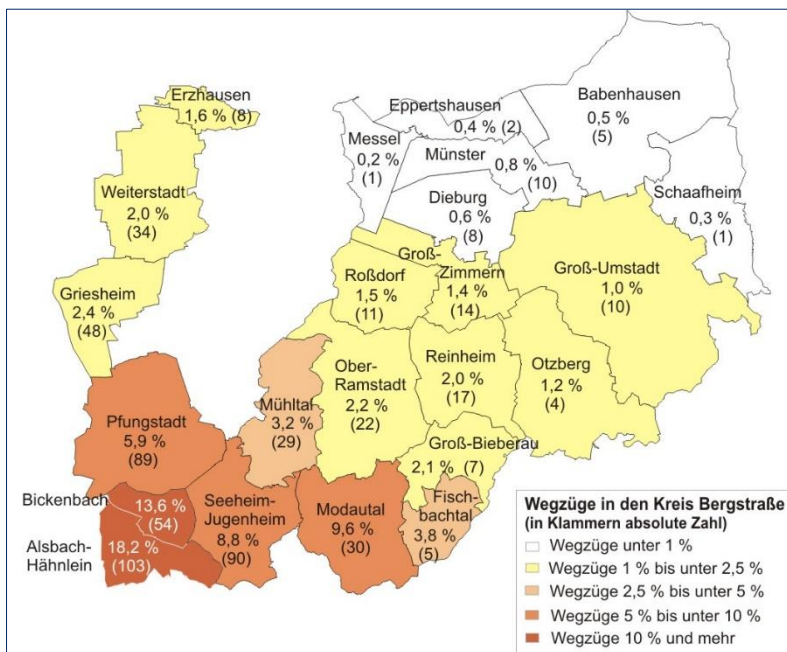 Erzhausen
1,6 % (8)
Weiterstadt
2,0 %
(34)
Griesheim
2,4 %
(48)
Pfungstadt
5,9 %
(89)
Bickenbach
13,6 %
(54)
Alsbach-
Hähnlein
18,2 %
(103)
Seeheim-
Jugenheim
8,8 %
(90)
Mühltal
3,2 %
(29)
Modautal
9,6 %
(30)
Ober-
Ramstadt
2,2 %
(22)
Roßdorf
1,5 %
(11)
Groß-
Zimmern
1,4 %
(14)
Reinheim
2,0 %
(17)
Groß-Bieberau
2,1 % (7)
Fisch-
bachtal
3,8 %
(5)
Otzberg
1,2 %
(4)
Groß-Umstadt
1,0 %
(10)
Messel
0,2 %
(1)
Eppertshausen
0,4 % (2)
Münster
0,8 %
(10)
Dieburg
0,6 %
(8)
Babenhausen
0,5 %
(5)
Schaafheim
0,3 %
(1)
Wegzüge in den Kreis Bergstraße
(in Klammern absolute Zahl)
Wegzüge unter 1 %
Wegzüge 1 % bis unter 2,5 %
Wegzüge 2,5 % bis unter 5 %
Wegzüge 5 % bis unter 10 %
Wegzüge 10 % und mehr